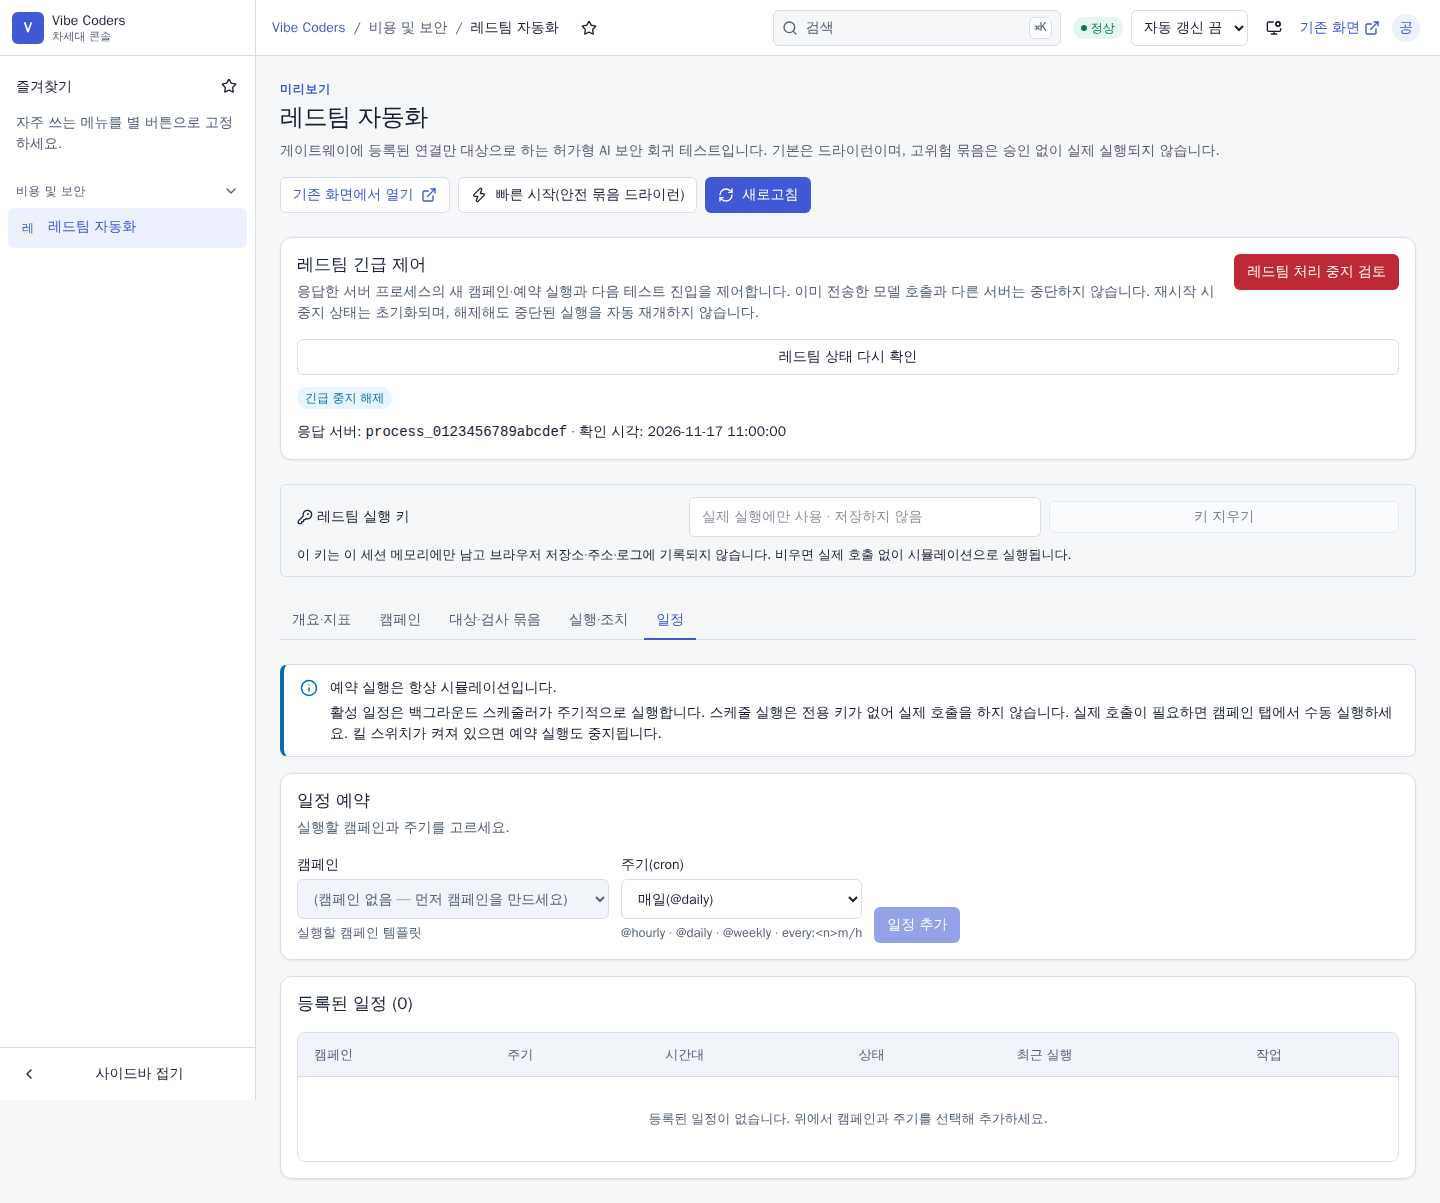 V
Vibe Coders
차세대 콘솔
Vibe Coders / 비용 및 보안 / 레드팀 자동화
검색
⌘K
정상
자동 갱신 끔
기존 화면
공
즐겨찾기
자주 쓰는 메뉴를 별 버튼으로 고정
하세요.
비용 및 보안
레 레드팀 자동화
사이드바 접기
미리보기
레드팀 자동화
게이트웨이에 등록된 연결만 대상으로 하는 허가형 AI 보안 회귀 테스트입니다. 기본은 드라이런이며, 고위험 묶음은 승인 없이 실제 실행되지 않습니다.
기존 화면에서 열기
빠른 시작(안전 묶음 드라이런)
새로고침
레드팀 긴급 제어
레드팀 처리 중지 검토
응답한 서버 프로세스의 새 캠페인·예약 실행과 다음 테스트 진입을 제어합니다. 이미 전송한 모델 호출과 다른 서버는 중단하지 않습니다. 재시작 시
중지 상태는 초기화되며, 해제해도 중단된 실행을 자동 재개하지 않습니다.
레드팀 상태 다시 확인
긴급 중지 해제
응답 서버: process_0123456789abcdef · 확인 시각: 2026-11-17 11:00:00
레드팀 실행 키
실제 실행에만 사용 · 저장하지 않음
키 지우기
이 키는 이 세션 메모리에만 남고 브라우저 저장소·주소·로그에 기록되지 않습니다. 비우면 실제 호출 없이 시뮬레이션으로 실행됩니다.
개요·지표
캠페인
대상·검사 묶음
실행·조치
일정
예약 실행은 항상 시뮬레이션입니다.
활성 일정은 백그라운드 스케줄러가 주기적으로 실행합니다. 스케줄 실행은 전용 키가 없어 실제 호출을 하지 않습니다. 실제 호출이 필요하면 캠페인 탭에서 수동 실행하세
요. 킬 스위치가 켜져 있으면 예약 실행도 중지됩니다.
일정 예약
실행할 캠페인과 주기를 고르세요.
캠페인
(캠페인 없음 — 먼저 캠페인을 만드세요)
실행할 캠페인 템플릿
주기(cron)
매일(@daily)
@hourly · @daily · @weekly · every:<n>m/h
일정 추가
등록된 일정 (0)
캠페인 주기 시간대 상태 최근 실행 작업
등록된 일정이 없습니다. 위에서 캠페인과 주기를 선택해 추가하세요.